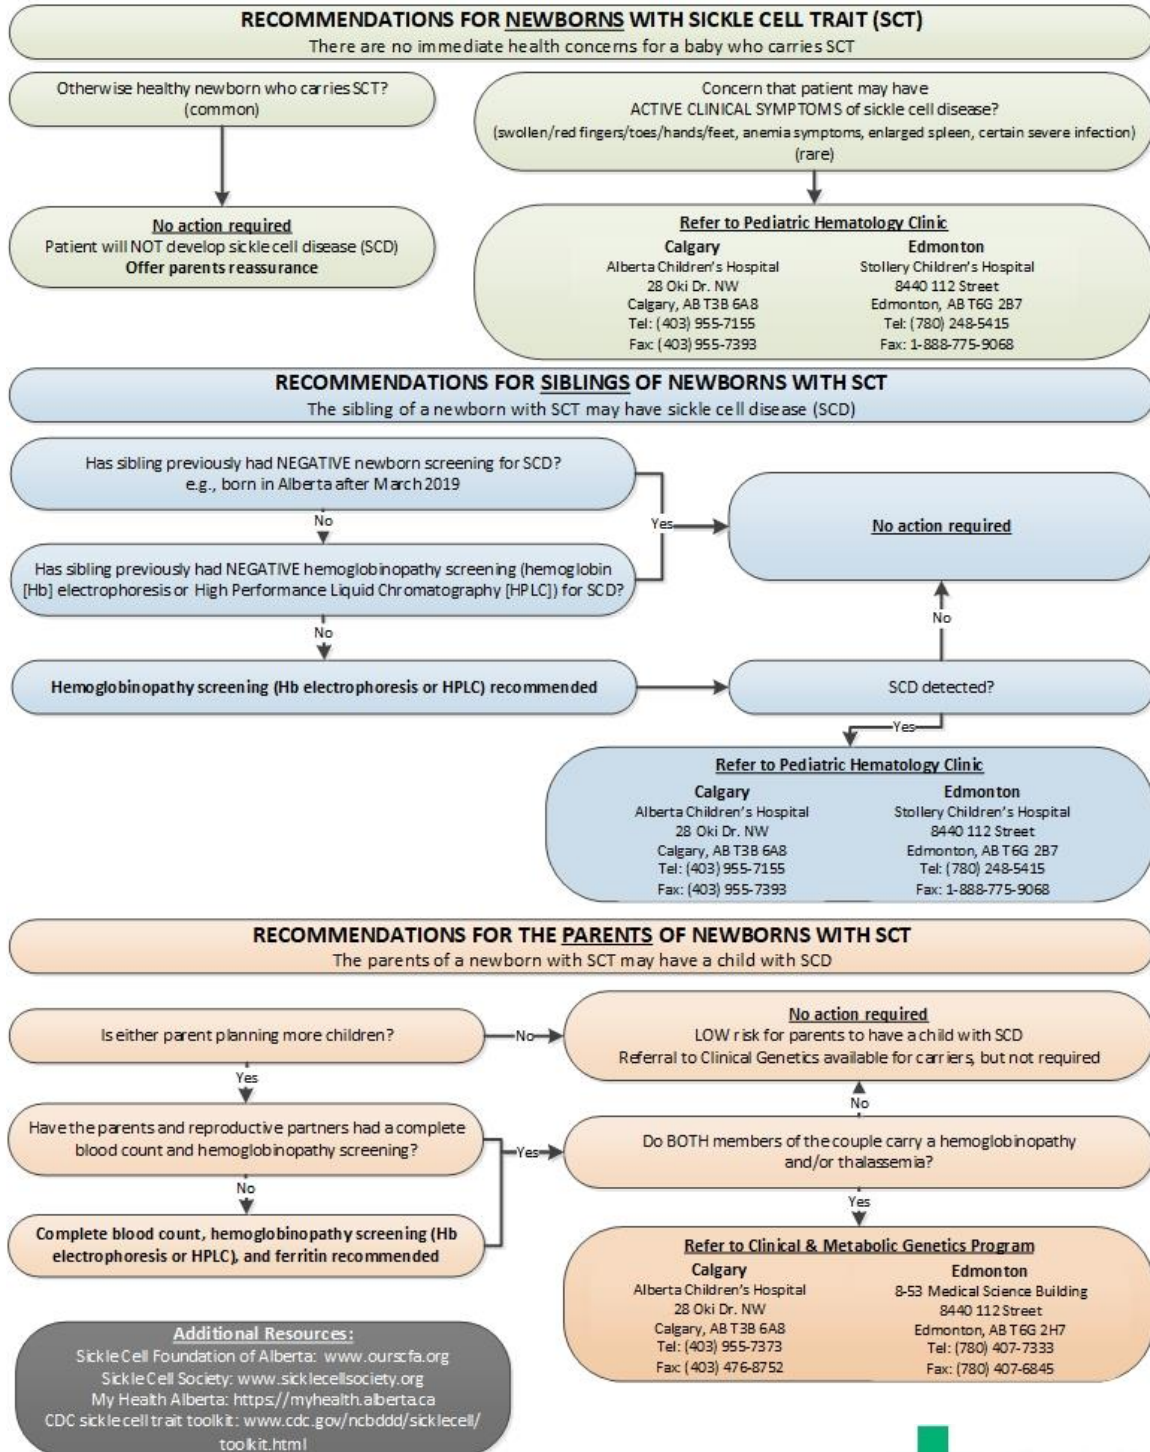 RECOMMENDATIONS FOR NEWBORNS WITH SICKLE CELL TRAIT (SCT)
There are no immediate health concerns for a baby who carries SCT
Otherwise healthy newborn who carries SCT?
(common)
Concern that patient may have
ACTIVE CLINICAL SYMPTOMS of sickle cell disease?
(swollen/red fingers/toes/hands/feet, anemia symptoms, enlarged spleen, certain severe infection)
(rare)
No action required
Patient will NOT develop sickle cell disease (SCD)
Offer parents reassurance
Refer to Pediatric Hematology Clinic
Calgary
Alberta Children's Hospital
28 Oki Dr. NW
Calgary, AB T3B 6A8
Tel: (403) 955-7155
Fax: (403) 955-7393
Edmonton
Stollery Children's Hospital
8440 112 Street
Edmonton, AB T6G 2B7
Tel: (780) 248-5415
Fax: 1-888-775-9068
RECOMMENDATIONS FOR SIBLINGS OF NEWBORNS WITH SCT
The sibling of a newborn with SCT may have sickle cell disease (SCD)
Has sibling previously had NEGATIVE newborn screening for SCD?
e.g., born in Alberta after March 2019
No
Yes
No action required
Has sibling previously had NEGATIVE hemoglobinopathy screening (hemoglobin
[Hb] electrophoresis or High Performance Liquid Chromatography [HPLC]) for SCD?
No
No
Hemoglobinopathy screening (Hb electrophoresis or HPLC) recommended
SCD detected?
Yes
Refer to Pediatric Hematology Clinic
Calgary
Alberta Children's Hospital
28 Oki Dr. NW
Calgary, AB T3B 6A8
Tel: (403) 955-7155
Fax: (403) 955-7393
Edmonton
Stollery Children's Hospital
8440 112 Street
Edmonton, AB T6G 2B7
Tel: (780) 248-5415
Fax: 1-888-775-9068
RECOMMENDATIONS FOR THE PARENTS OF NEWBORNS WITH SCT
The parents of a newborn with SCT may have a child with SCD
Is either parent planning more children?
No
No action required
LOW risk for parents to have a child with SCD
Referral to Clinical Genetics available for carriers, but not required
Yes
No
Have the parents and reproductive partners had a complete
blood count and hemoglobinopathy screening?
Yes
Do BOTH members of the couple carry a hemoglobinopathy
and/or thalassemia?
No
Yes
Complete blood count, hemoglobinopathy screening (Hb
electrophoresis or HPLC), and ferritin recommended
Refer to Clinical & Metabolic Genetics Program
Calgary
Alberta Children's Hospital
28 Oki Dr. NW
Calgary, AB T3B 6A8
Tel: (403) 955-7373
Fax: (403) 476-8752
Edmonton
8-53 Medical Science Building
8440 112 Street
Edmonton, AB T6G 2H7
Tel: (780) 407-7333
Fax: (780) 407-6845
Additional Resources:
Sickle Cell Foundation of Alberta: www.ourscfa.org
Sickle Cell Society: www.sicklecellsociety.org
My Health Alberta: https://myhealth.alberta.ca
CDC sickle cell trait toolkit: www.cdc.gov/ncbddd/sicklecell/
toolkit.html